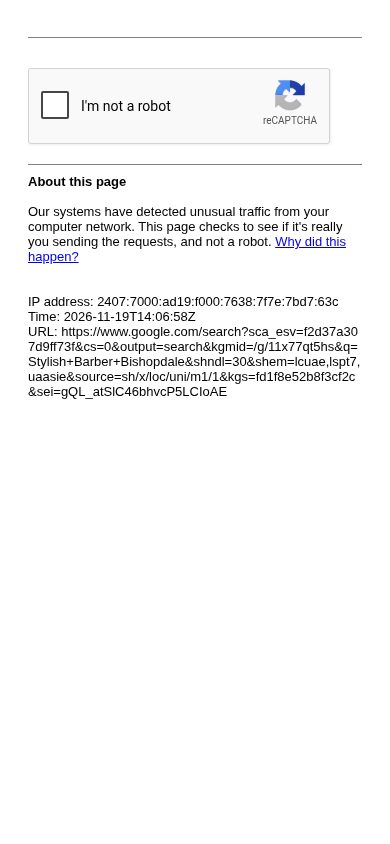 I'm not a robot
reCAPTCHA
About this page
Our systems have detected unusual traffic from your
computer network. This page checks to see if it's really
you sending the requests, and not a robot. Why did this
happen?
IP address: 2407:7000:ad19:f000:7638:7f7e:7bd7:63c
Time: 2026-11-19T14:06:58Z
URL: https://www.google.com/search?sca_esv=f2d37a30
7d9ff73f&cs=0&output=search&kgmid=/g/11x77qt5hs&q=
Stylish+Barber+Bishopdale&shndl=30&shem=lcuae,lspt7,
uaasie&source=sh/x/loc/uni/m1/1&kgs=fd1f8e52b8f3cf2c
&sei=gQL_atSlC46bhvcP5LCIoAE